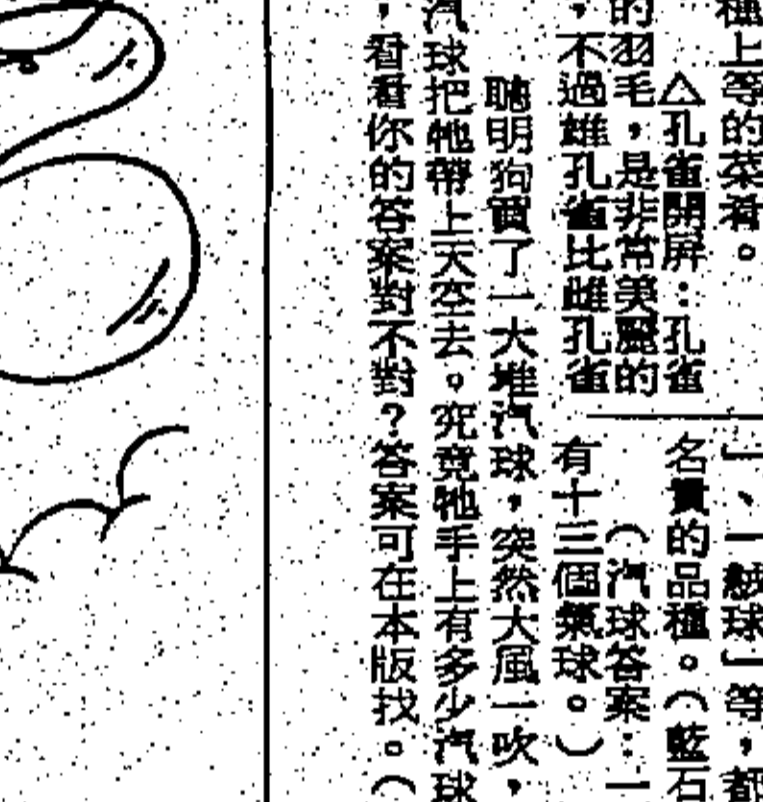 種上等的菜肴。
△孔雀開屏:孔雀
的羽毛,是非常美麗的
,不過雄孔雀比雌孔雀
」、「絨球」等,都
名貴的品種。(藍石
(汽球答案:一
有十三個氣球。)
聰明狗買了一大堆汽球,突然大風一吹,
汽球把牠帶上天空去。究竟牠手上有多少汽球
,看看你的答案對不對?答案可在本版找。(